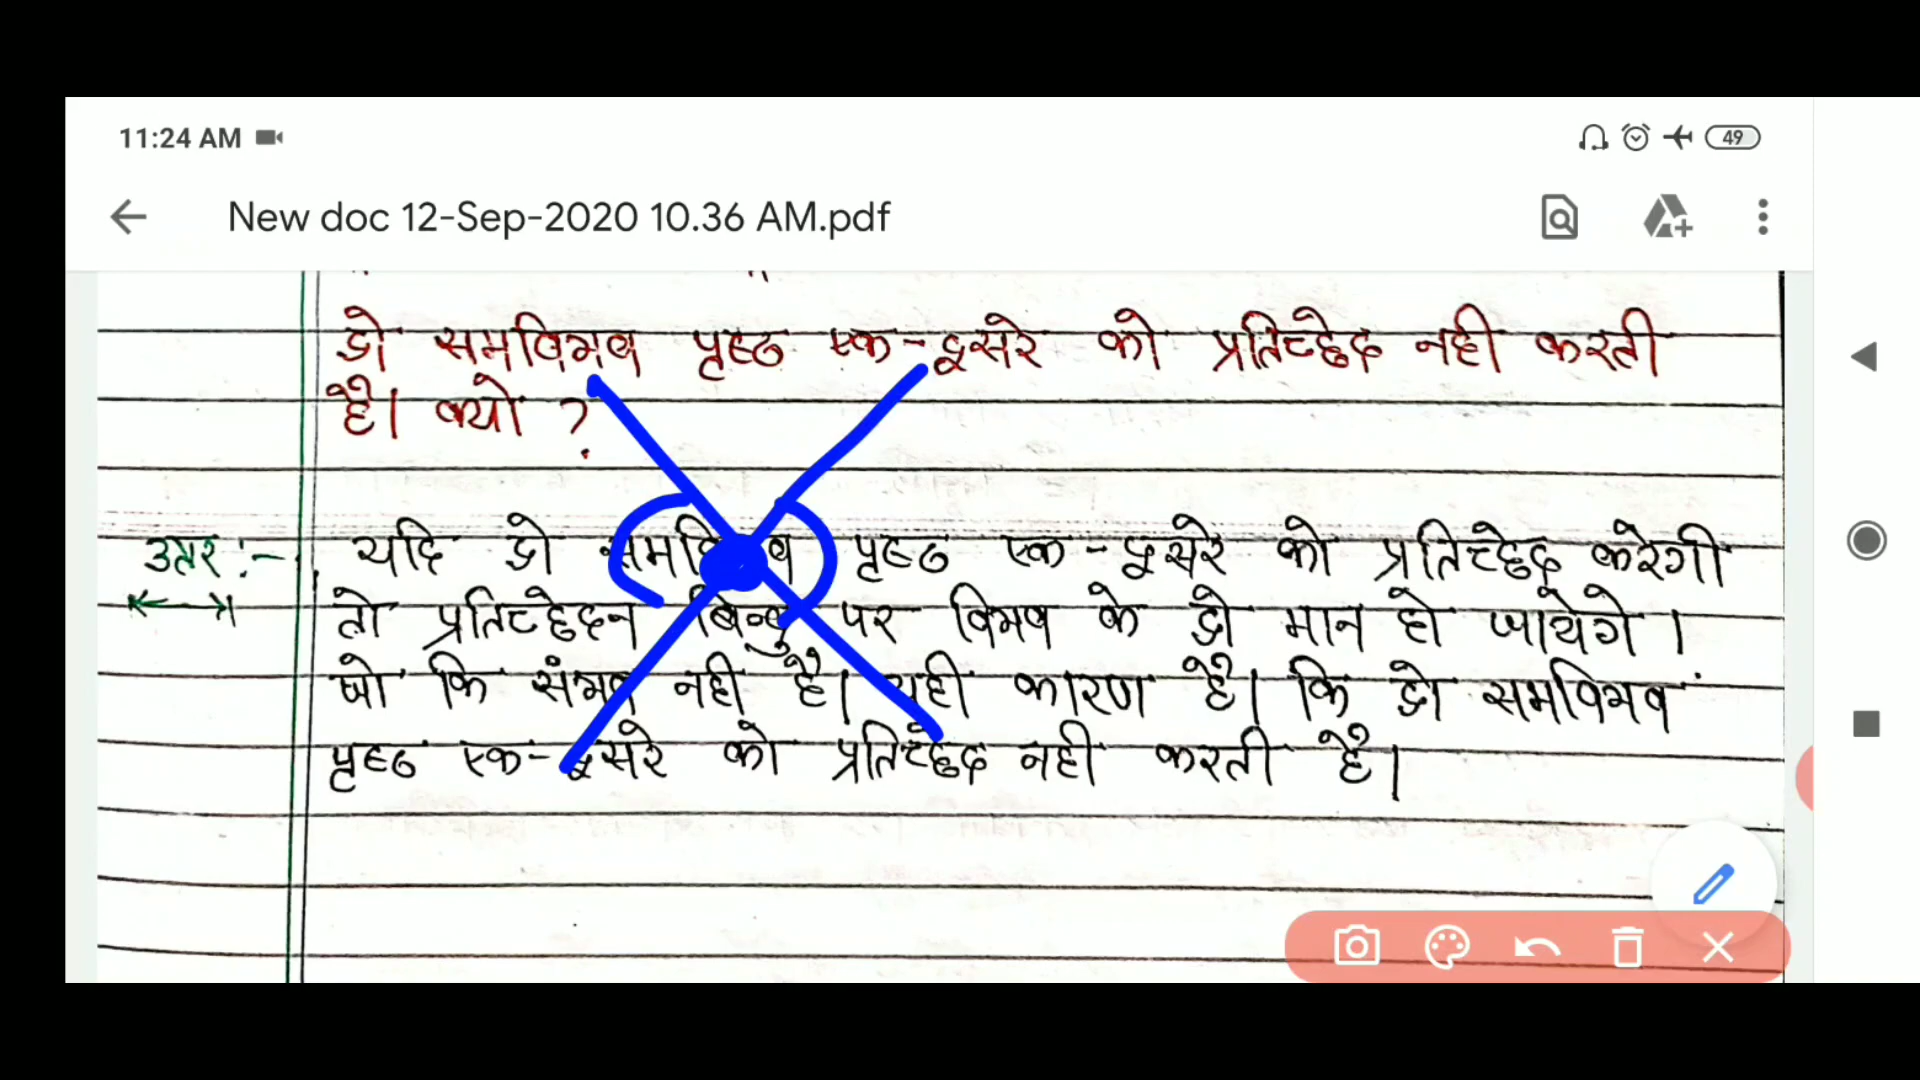 11:24 AM
49
New doc 12-Sep-2020 10.36 AM.pdf
दो समविभव पृष्ठ एक-दूसरे को प्रतिच्छेद नही करती
है। क्यों ?
उत्तर :- यदि दो समविभव पृष्ठ एक-दूसरे को प्रतिच्छेद करेगी
तो प्रतिच्छेदन बिन्दु पर विभव के दो मान हो जायेगे।
जो कि संभव नही है। यही कारण है। कि दो समविभव
पृष्ठ एक-दूसरे को प्रतिच्छेद नही करती है।